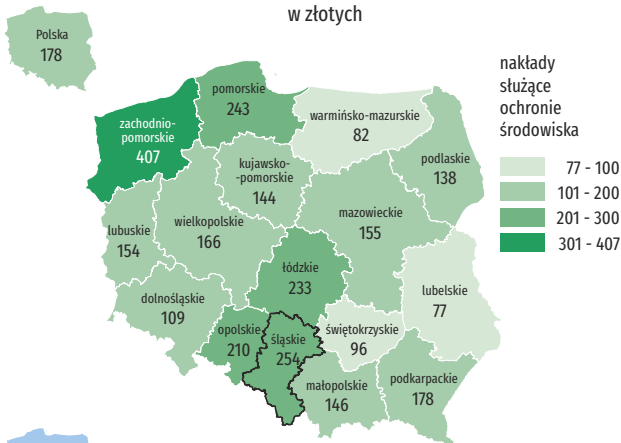 w złotych
Polska
178
nakłady
służące
ochronie
środowiska
77 - 100
101 - 200
201 - 300
301 - 407
pomorskie
243
warmińsko-mazurskie
82
zachodnio-
pomorskie
407
podlaskie
138
kujawsko-
-pomorskie
144
mazowieckie
155
wielkopolskie
166
lubuskie
154
łódzkie
233
lubelskie
77
dolnośląskie
109
opolskie
210
śląskie
254
świętokrzyskie
96
małopolskie
146
podkarpackie
178